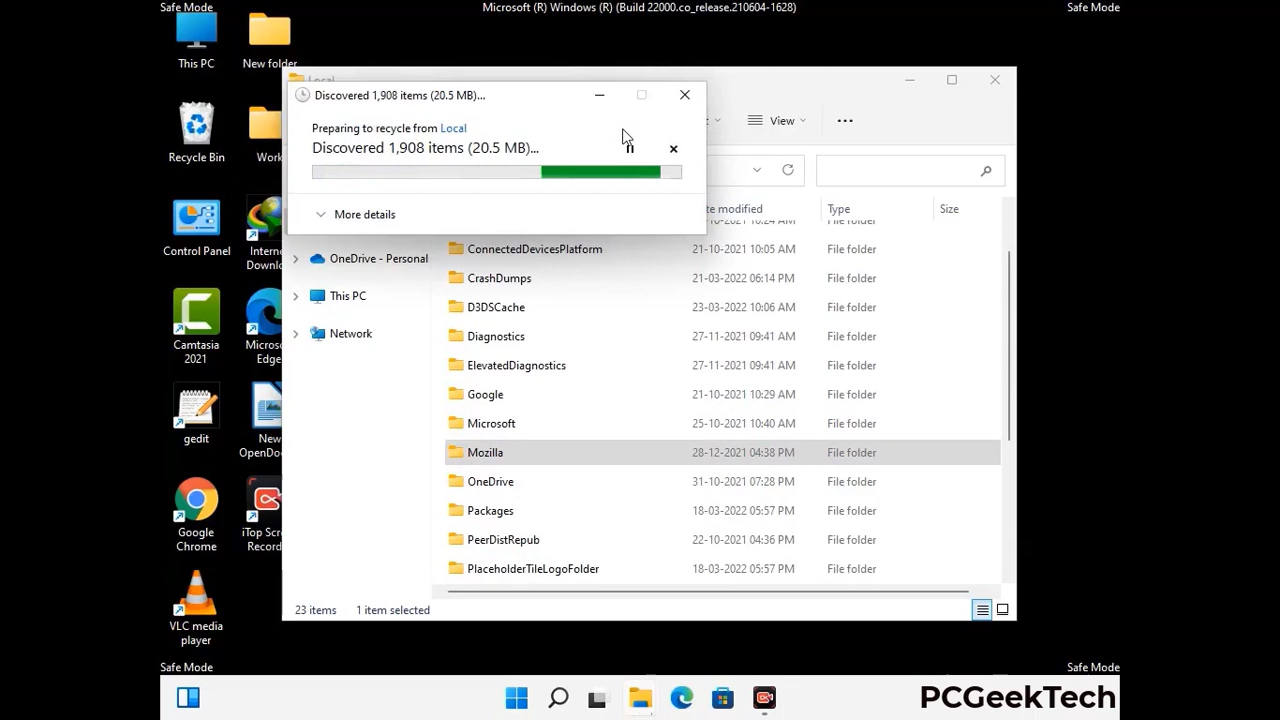 Safe Mode
Microsoft (R) Windows (R) (Build 22000.co_release.210604-1628)
Safe Mode
This PC
New folder
Local
Discovered 1,908 items (20.5 MB)...
Preparing to recycle from Local
Discovered 1,908 items (20.5 MB)...
More details
View
Recycle Bin
Work
Type
Size
File folder
Control Panel
Intern
Downlo
OneDrive - Personal
This PC
Network
ConnectedDevicesPlatform 21-10-2021 10:05 AM File folder
CrashDumps 21-03-2022 06:14 PM File folder
D3DSCache 23-03-2022 10:06 AM File folder
Diagnostics 27-11-2021 09:41 AM File folder
ElevatedDiagnostics 27-11-2021 09:41 AM File folder
Google 21-10-2021 10:29 AM File folder
Microsoft 25-10-2021 10:40 AM File folder
Mozilla 28-12-2021 04:38 PM File folder
OneDrive 31-10-2021 07:28 PM File folder
Packages 18-03-2022 05:57 PM File folder
PeerDistRepub 22-10-2021 04:36 PM File folder
PlaceholderTileLogoFolder 18-03-2022 05:57 PM File folder
Camtasia
2021
Micros
Edge
gedit
New
OpenDoc
Google
Chrome
iTop Scr
Record
VLC media
player
23 items
1 item selected
Safe Mode
Safe Mode
PCGeekTech